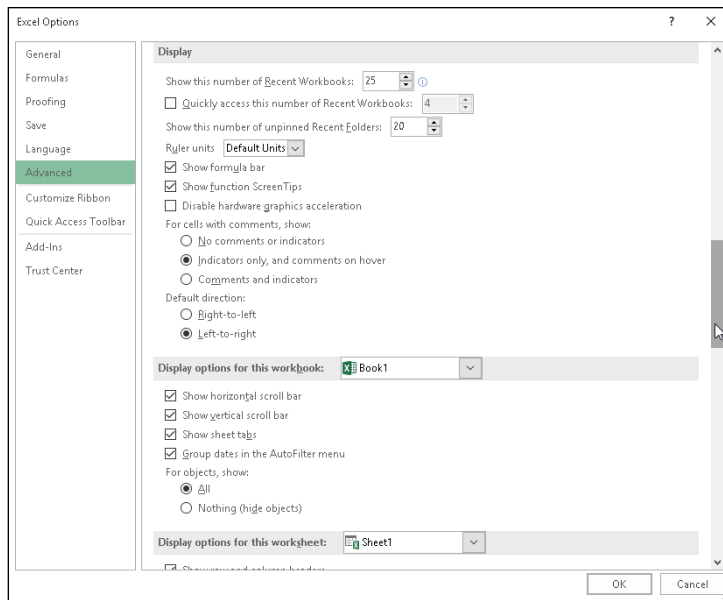 Excel Options
General
Formulas
Proofing
Save
Language
Advanced
Customize Ribbon
Quick Access Toolbar
Add-Ins
Trust Center
Display
Show this number of Recent Workbooks: 25
Quickly access this number of Recent Workbooks: 4
Show this number of unpinned Recent Folders: 20
Ruler units Default Units
Show formula bar
Show function ScreenTips
Disable hardware graphics acceleration
For cells with comments, show:
No comments or indicators
Indicators only, and comments on hover
Comments and indicators
Default direction:
Right-to-left
Left-to-right
Display options for this workbook: Book1
Show horizontal scroll bar
Show vertical scroll bar
Show sheet tabs
Group dates in the AutoFilter menu
For objects, show:
All
Nothing (hide objects)
Display options for this worksheet: Sheet1
Show row and column headers
OK Cancel